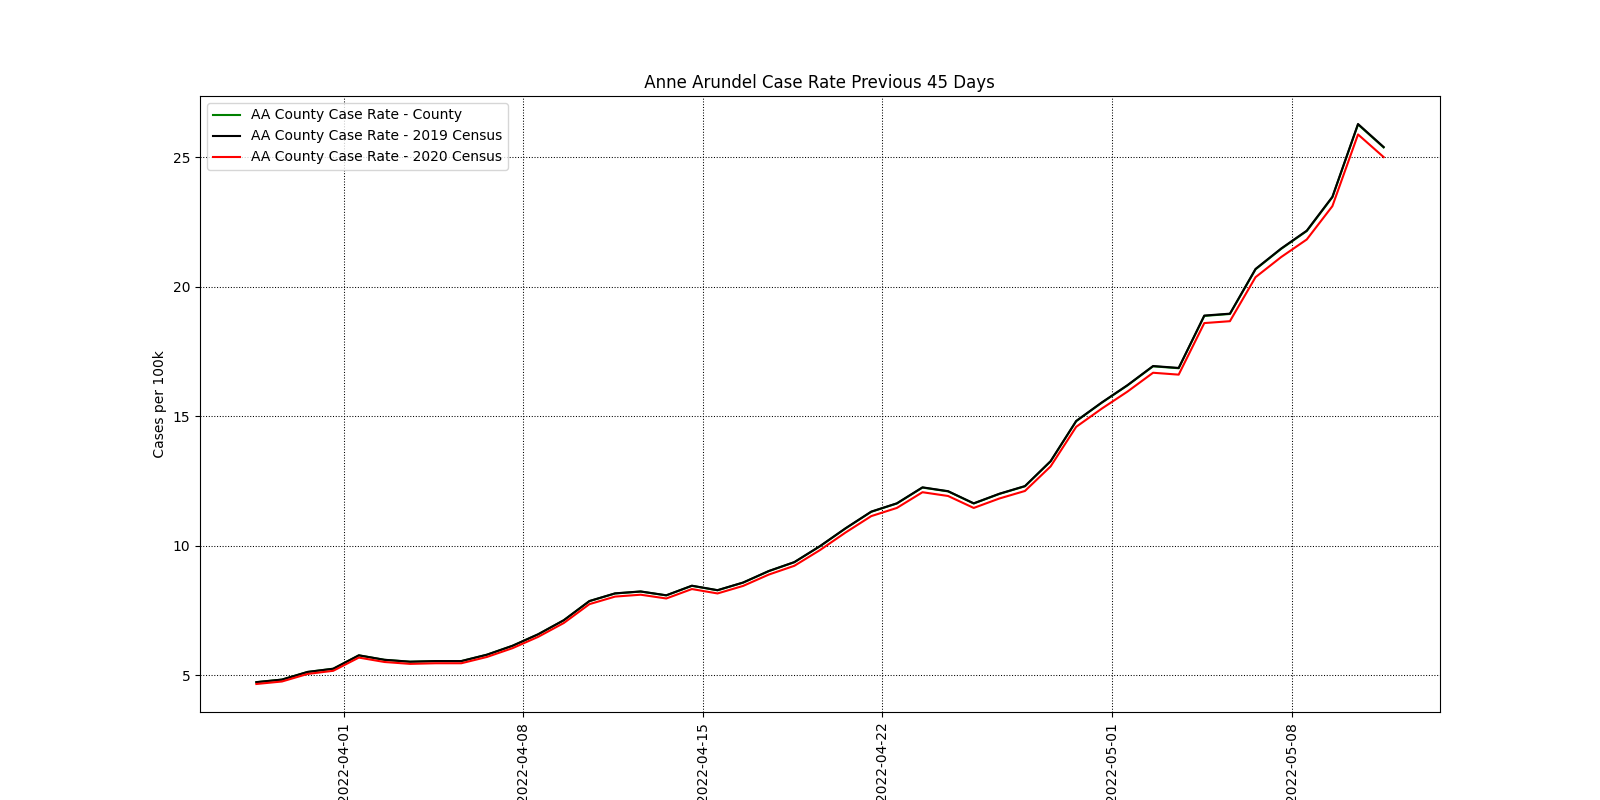 Anne Arundel Case Rate Previous 45 Days
AA County Case Rate - County
AA County Case Rate - 2019 Census
AA County Case Rate - 2020 Census
Cases per 100k
25
20
15
10
5
2022-04-01
2022-04-08
2022-04-15
2022-04-22
2022-05-01
2022-05-08